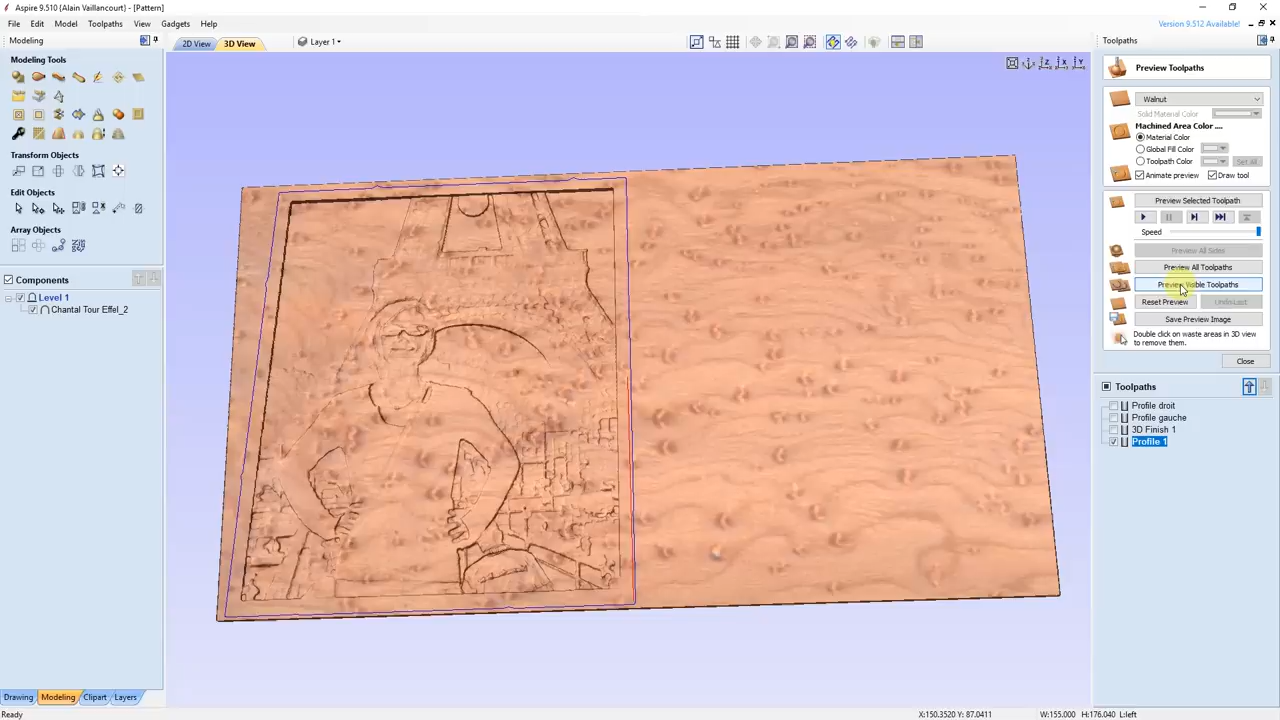 Aspire 9.510 (Alain Vaillancourt) - [Pattern]
File Edit Model Toolpaths View Gadgets Help
Version 9.512 Available!
Modeling
2D View 3D View Layer 1
Toolpaths
Modeling Tools
Transform Objects
Edit Objects
Array Objects
Components
Level 1
Chantal Tour Effel_2
Preview Toolpaths
Walnut
Solid Material Color
Machined Area Color ....
Material Color
Global Fill Color
Toolpath Color Set All
Animate preview Draw tool
Preview Selected Toolpath
Speed
Preview All Sides
Preview All Toolpaths
Preview Visible Toolpaths
Reset Preview Undo Last
Save Preview Image
Double click on waste areas in 3D view
to remove them.
Close
Toolpaths
Profile droit
Profile gauche
3D Finish 1
Profile 1
Drawing Modeling Clipart Layers
Ready
X:150.3520 Y: 87.0411 W:155.000 H:176.040 L:left